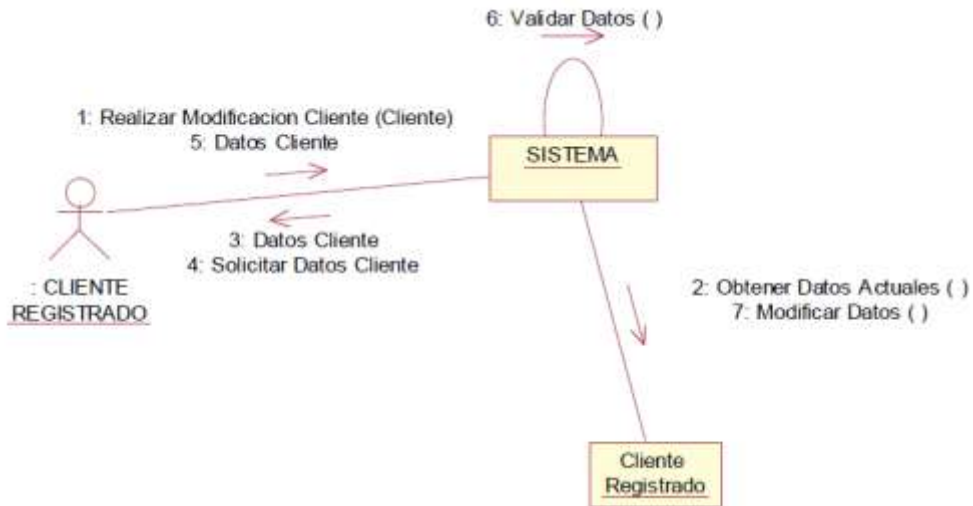 6: Validar Datos ( )
1: Realizar Modificacion Cliente (Cliente)
5: Datos Cliente
SISTEMA
3: Datos Cliente
4: Solicitar Datos Cliente
: CLIENTE
REGISTRADO
2: Obtener Datos Actuales ( )
7: Modificar Datos ( )
Cliente
Registrado